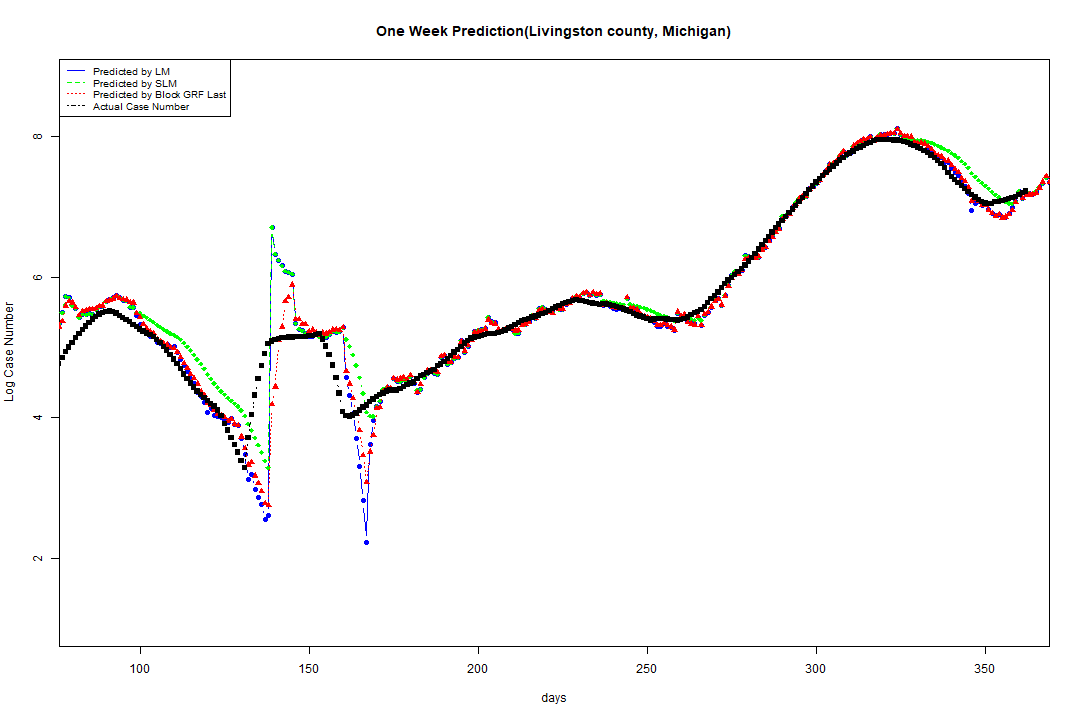 One Week Prediction(Livingston county, Michigan)
Predicted by LM
Predicted by SLM
Predicted by Block GRF Last
Actual Case Number
Log Case Number
8
6
4
2
100 150 200 250 300 350
days